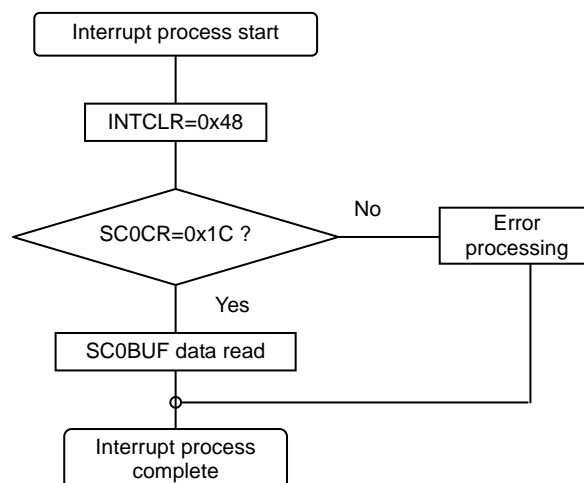 Interrupt process start
INTCLR=0x48
SC0CR=0x1C ?
No
Error
processing
Yes
SC0BUF data read
Interrupt process
complete